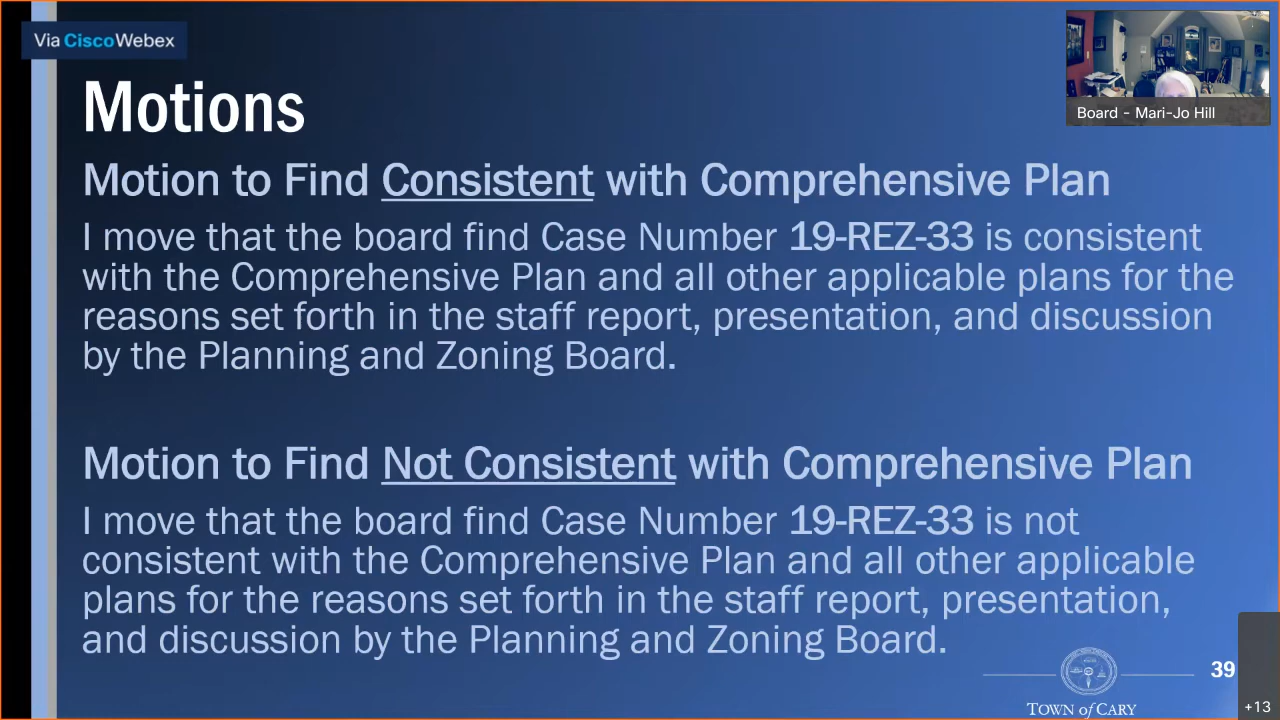 Via CiscoWebex
Board - Mari-Jo Hill
Motions
Motion to Find Consistent with Comprehensive Plan
I move that the board find Case Number 19-REZ-33 is consistent
with the Comprehensive Plan and all other applicable plans for the
reasons set forth in the staff report, presentation, and discussion
by the Planning and Zoning Board.
Motion to Find Not Consistent with Comprehensive Plan
I move that the board find Case Number 19-REZ-33 is not
consistent with the Comprehensive Plan and all other applicable
plans for the reasons set forth in the staff report, presentation,
and discussion by the Planning and Zoning Board.
39
TOWN of CARY
+13